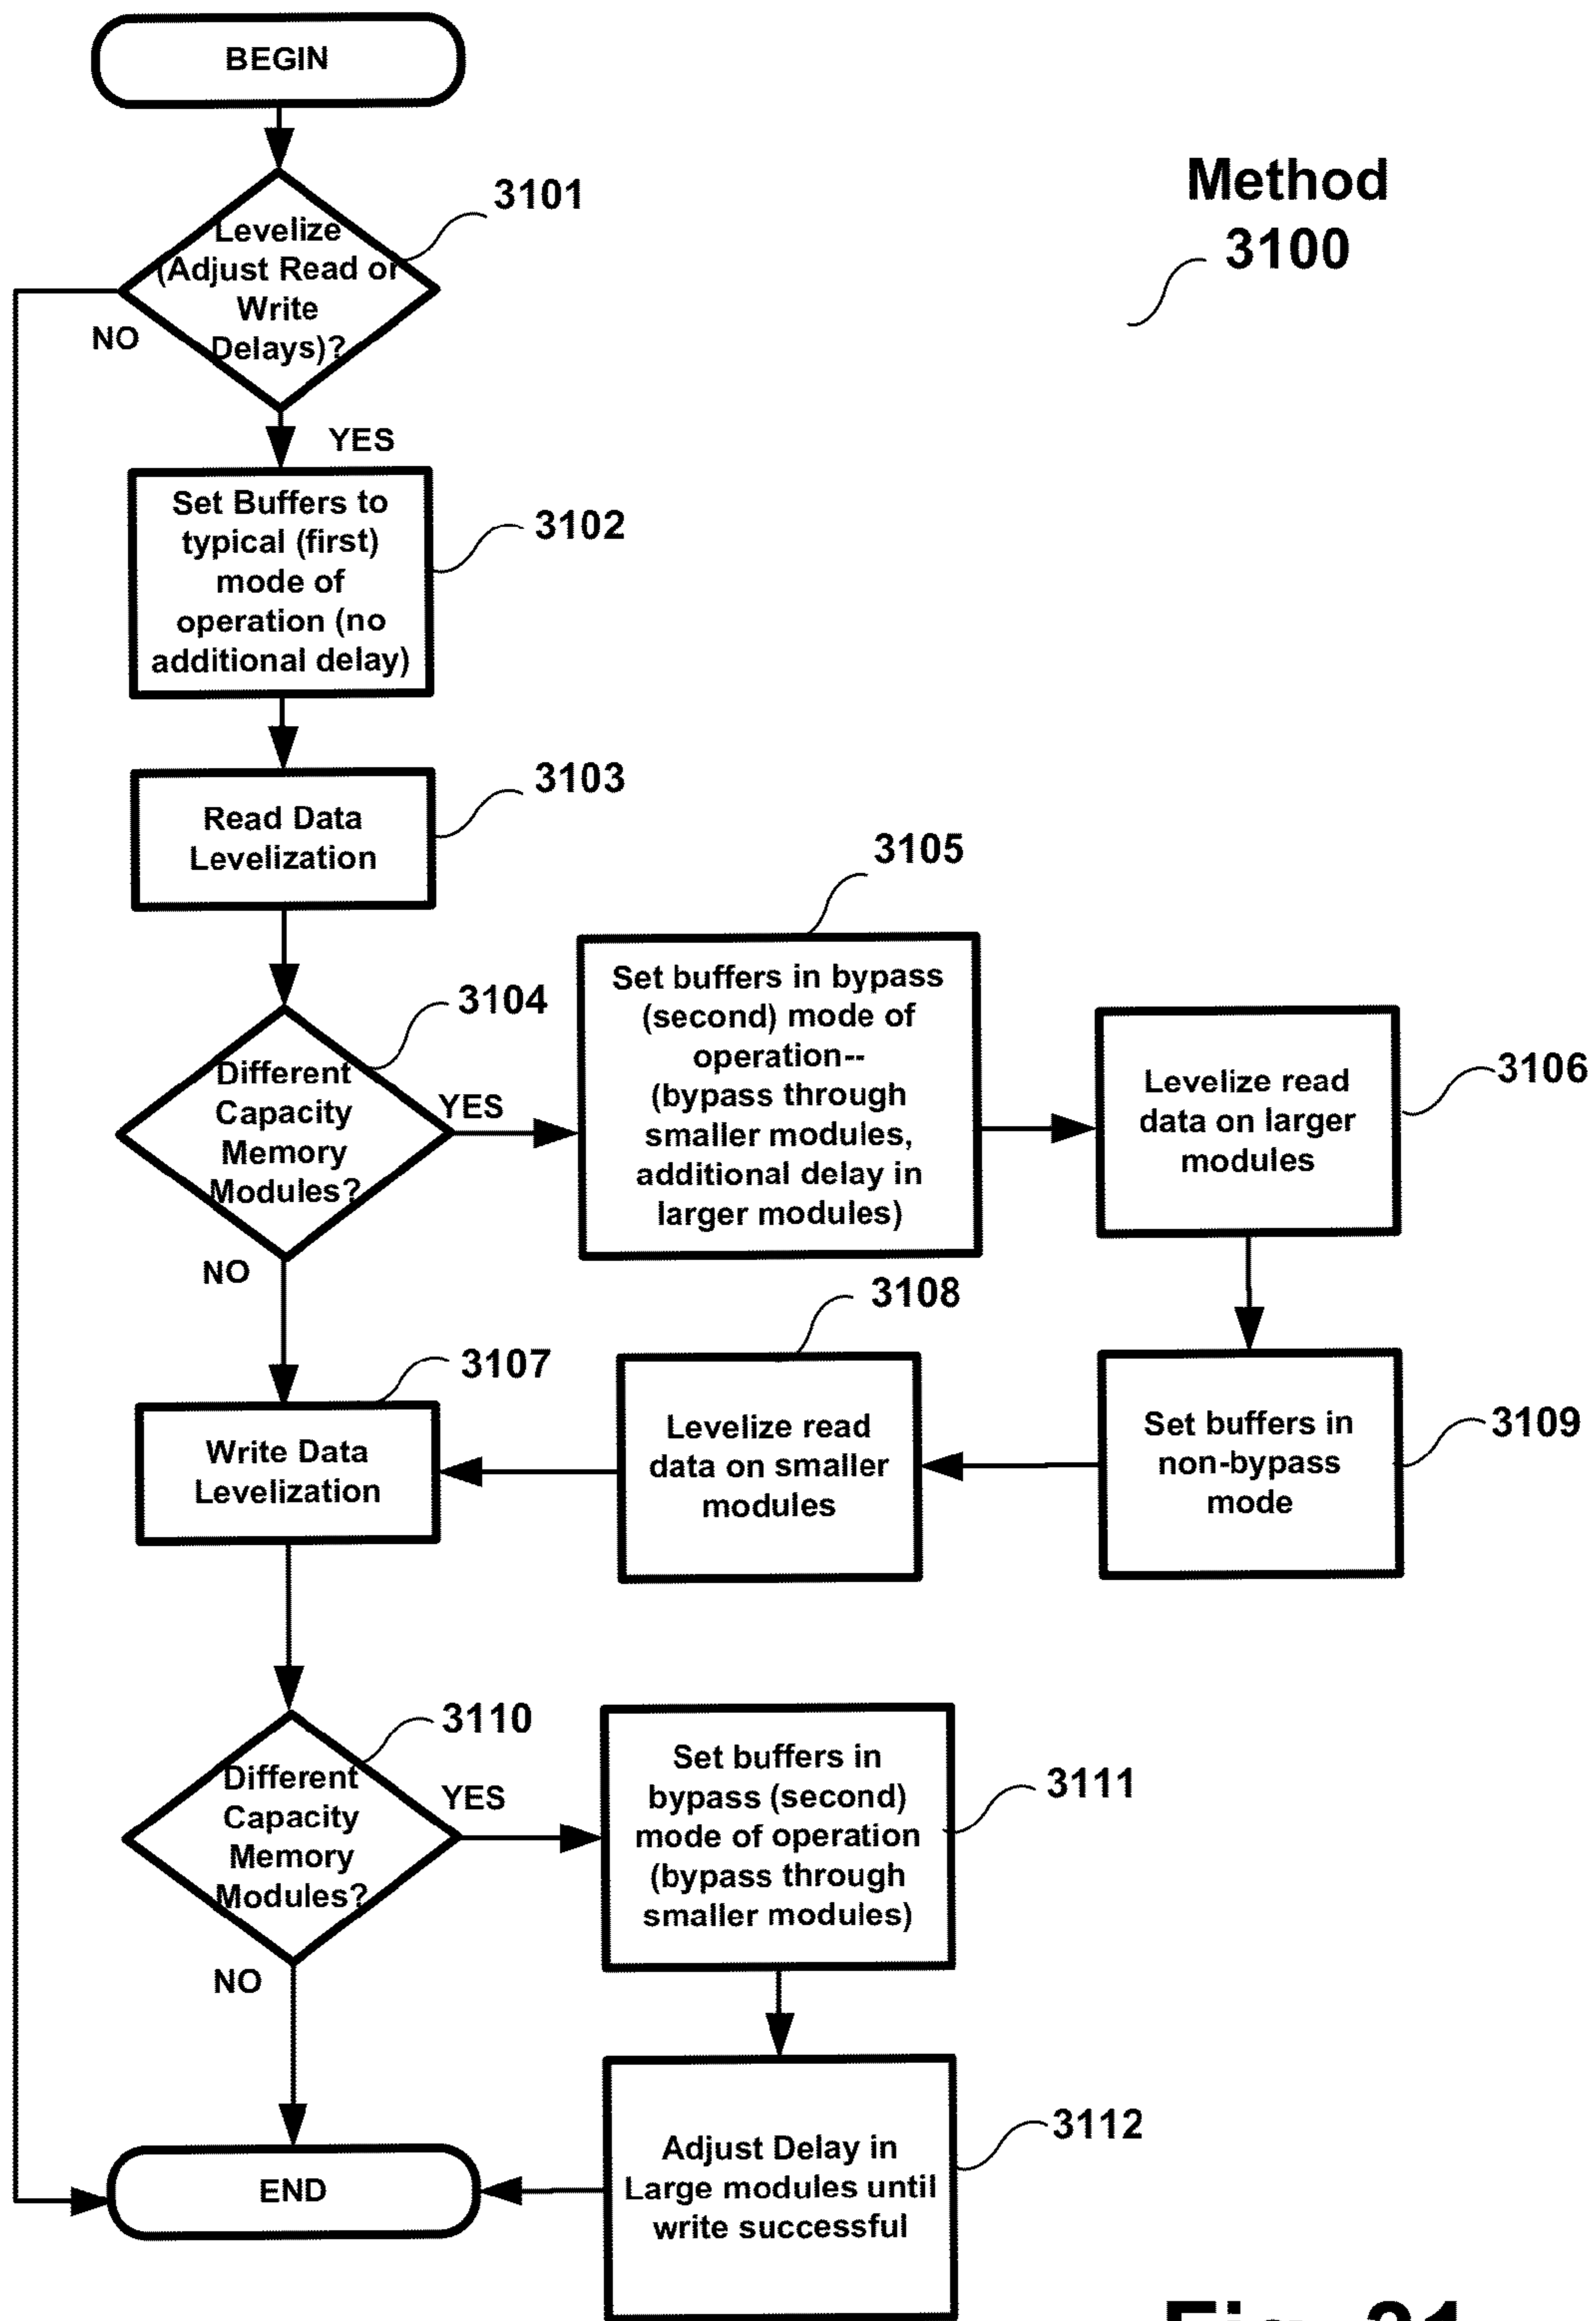 BEGIN
Method
3100
3101
Levelize
(Adjust Read or
Write
Delays)?
NO
YES
3102
Set Buffers to
typical (first)
mode of
operation (no
additional delay)
3103
Read Data
Levelization
3104
Different
Capacity
Memory
Modules?
YES
NO
3105
Set buffers in bypass
(second) mode of
operation--
(bypass through
smaller modules,
additional delay in
larger modules)
3106
Levelize read
data on larger
modules
3109
Set buffers in
non-bypass
mode
3108
Levelize read
data on smaller
modules
3107
Write Data
Levelization
3110
Different
Capacity
Memory
Modules?
YES
NO
3111
Set buffers in
bypass (second)
mode of operation
(bypass through
smaller modules)
3112
Adjust Delay in
Large modules until
write successful
END